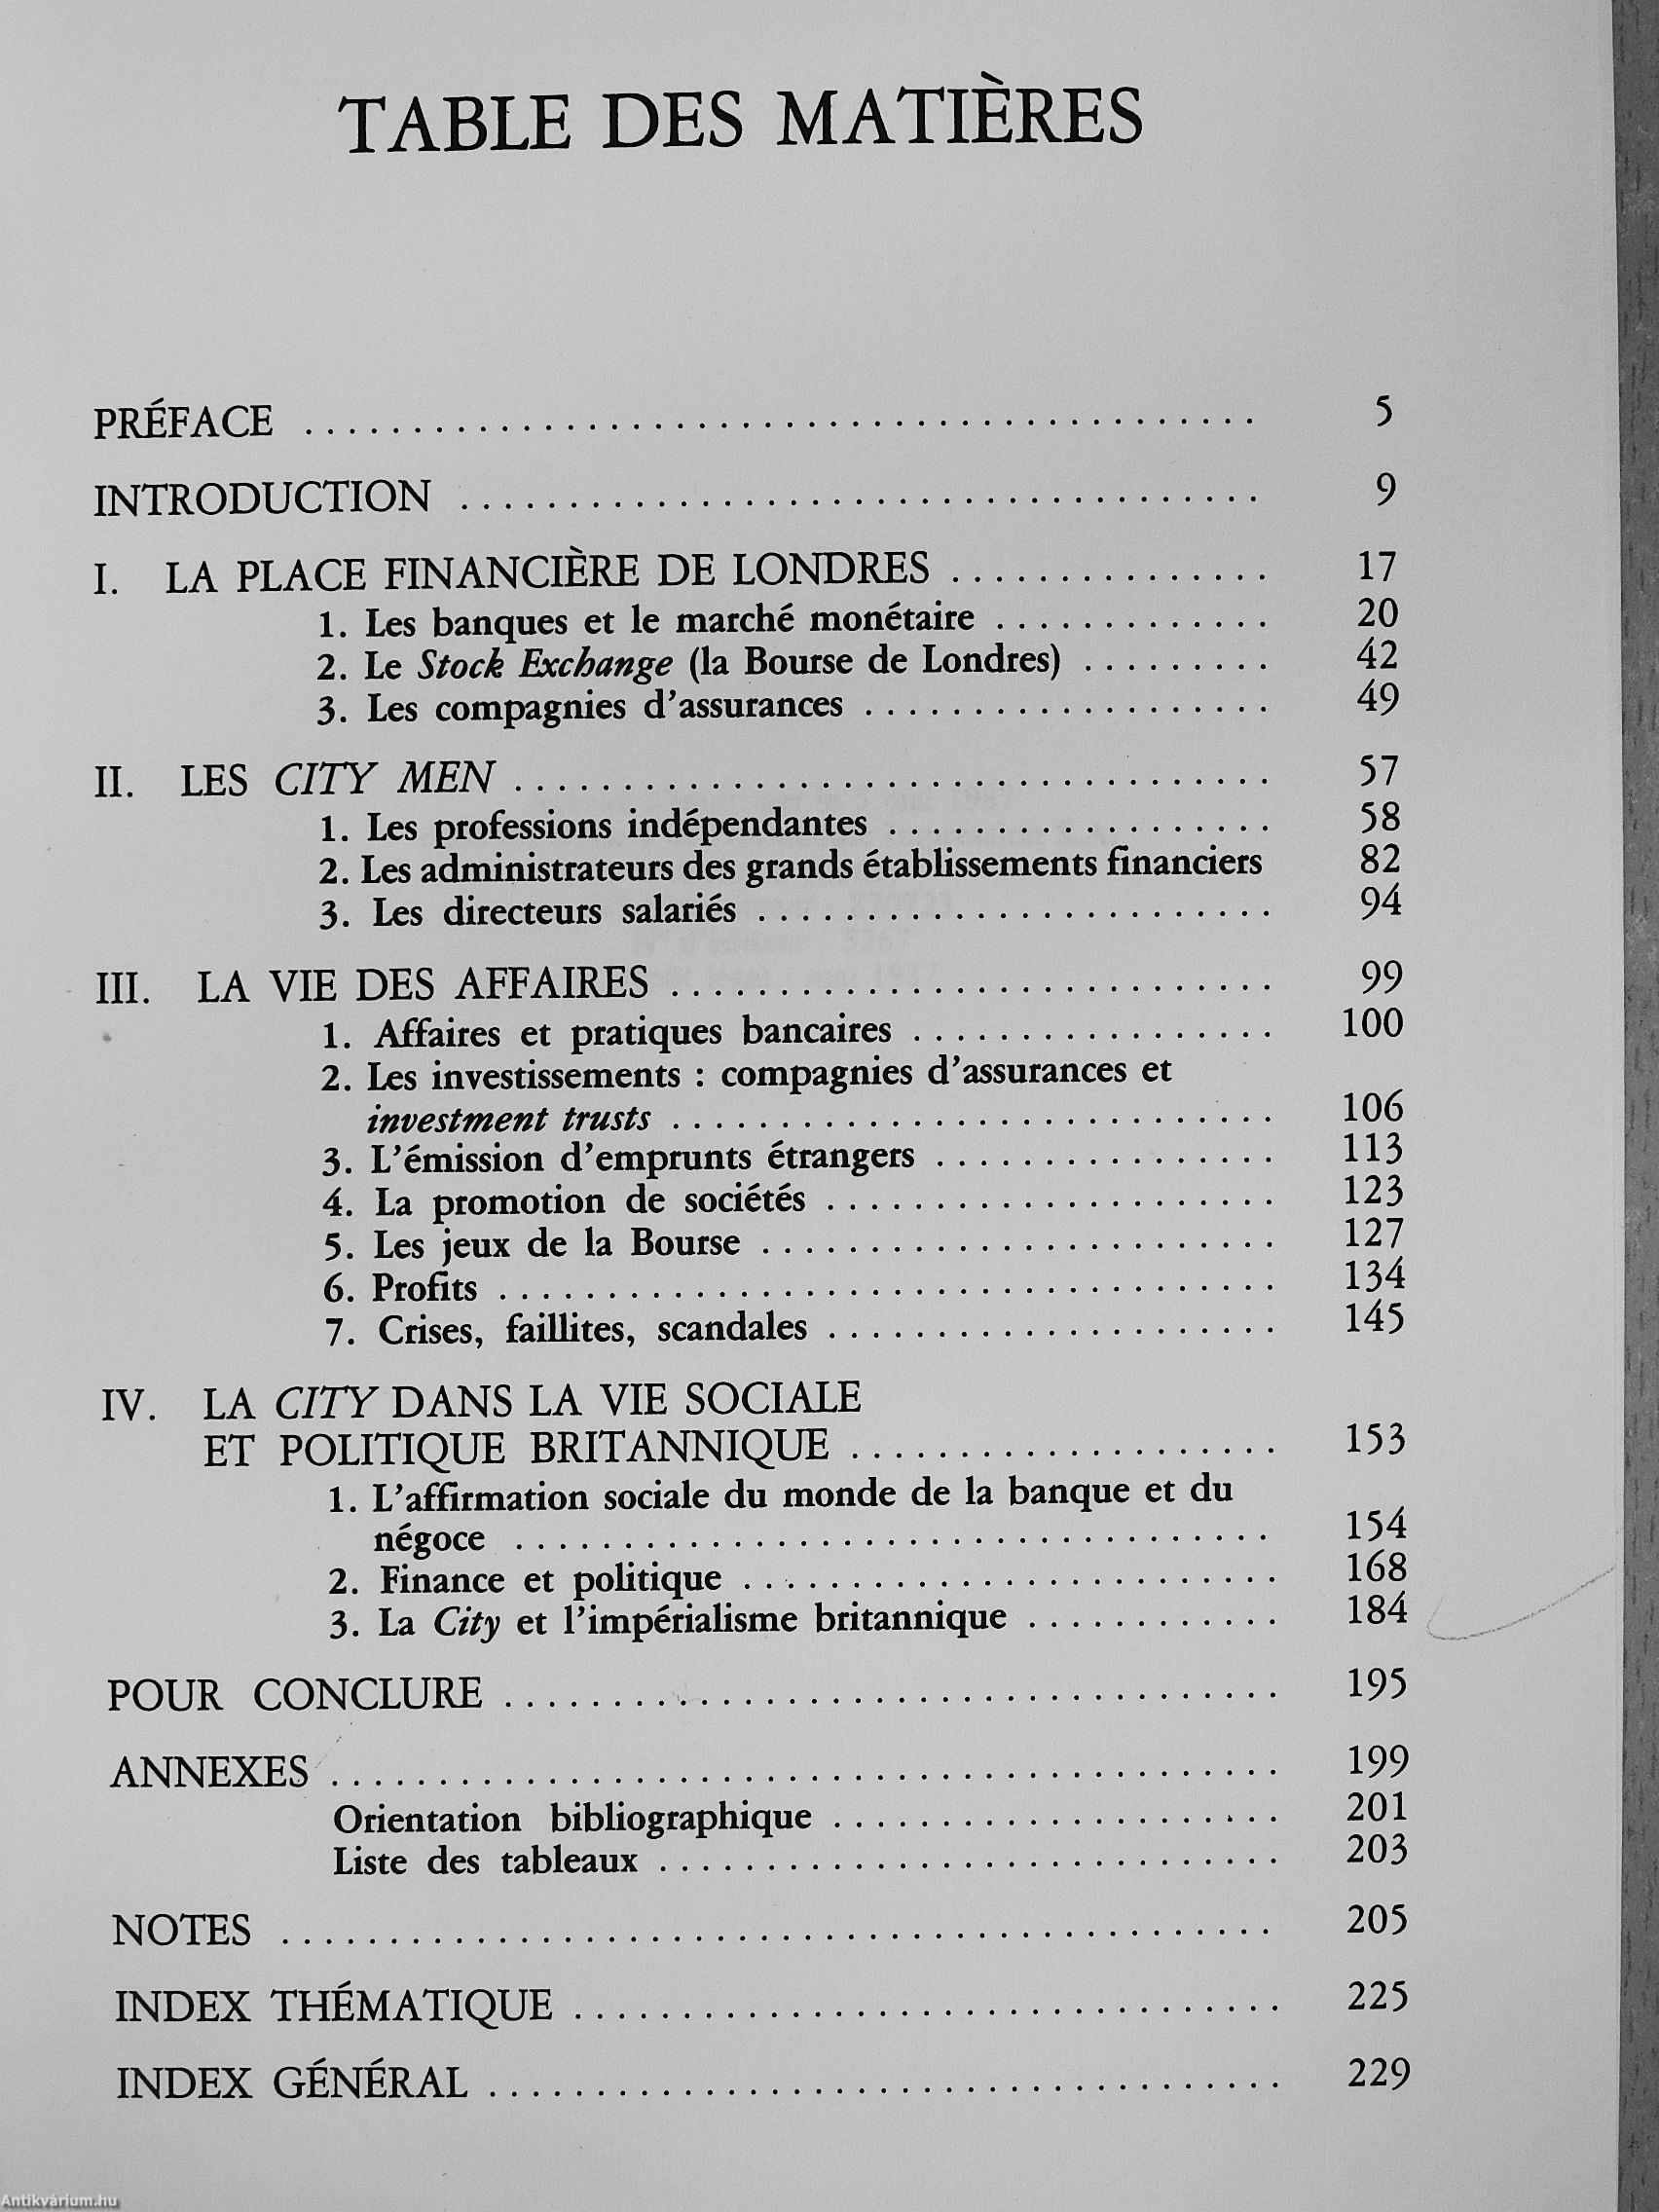 TABLE DES MATIÈRES
PRÉFACE ............................................ 5
INTRODUCTION ..................................... 9
I. LA PLACE FINANCIÈRE DE LONDRES ............... 17
1. Les banques et le marché monétaire ............. 20
2. Le Stock Exchange (la Bourse de Londres) ......... 42
3. Les compagnies d'assurances ................... 49
II. LES CITY MEN ................................... 57
1. Les professions indépendantes .................. 58
2. Les administrateurs des grands établissements financiers 82
3. Les directeurs salariés ........................ 94
III. LA VIE DES AFFAIRES ............................ 99
1. Affaires et pratiques bancaires ................. 100
2. Les investissements : compagnies d'assurances et
investment trusts ............................ 106
3. L'émission d'emprunts étrangers ................ 113
4. La promotion de sociétés ..................... 123
5. Les jeux de la Bourse ........................ 127
6. Profits .................................... 134
7. Crises, faillites, scandales ..................... 145
IV. LA CITY DANS LA VIE SOCIALE
ET POLITIQUE BRITANNIQUE .................... 153
1. L'affirmation sociale du monde de la banque et du
négoce ................................... 154
2. Finance et politique ......................... 168
3. La City et l'impérialisme britannique ............ 184
POUR CONCLURE .................................... 195
ANNEXES ............................................ 199
Orientation bibliographique ..................... 201
Liste des tableaux ............................. 203
NOTES .............................................. 205
INDEX THÉMATIQUE ................................. 225
INDEX GÉNÉRAL ..................................... 229
Antikvárium.hu